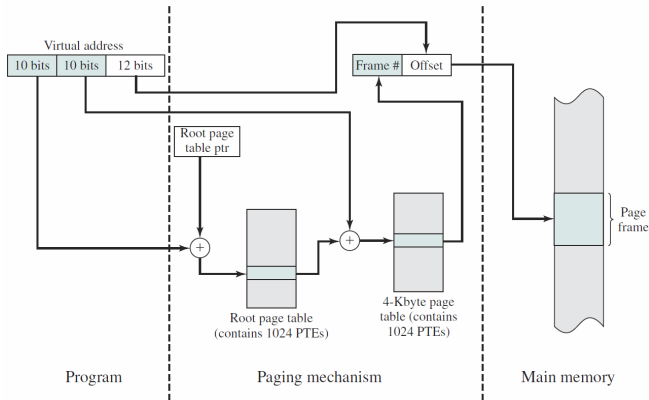 Virtual address
10 bits 10 bits 12 bits
Frame # Offset
Root page
table ptr
+
+
Page
frame
Root page table
(contains 1024 PTEs)
4-Kbyte page
table (contains
1024 PTEs)
Program
Paging mechanism
Main memory